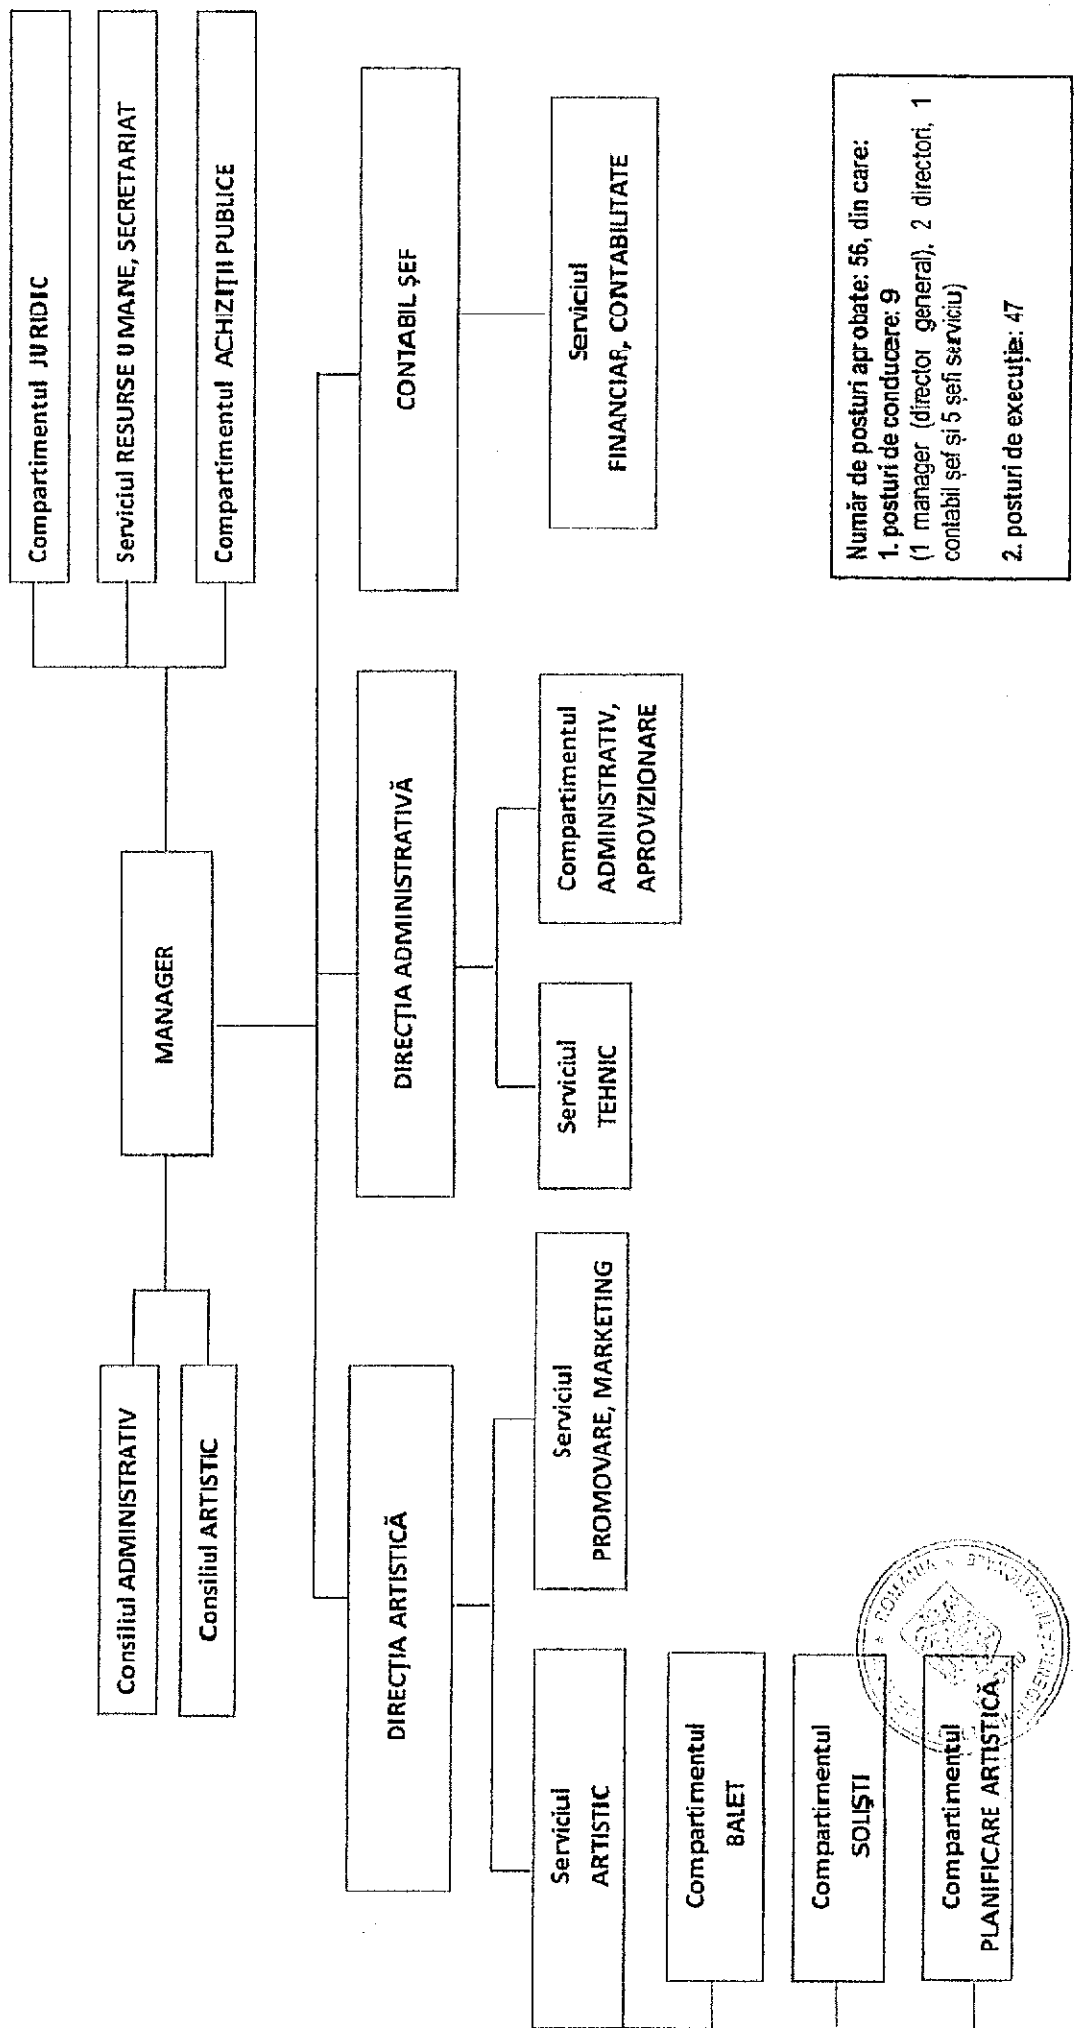 Compartimentul JURIDIC
Serviciul RESURSE UMANE, SECRETARIAT
Compartimentul ACHIZIȚII PUBLICE
Consiliul ADMINISTRATIV
Consiliul ARTISTIC
MANAGER
DIRECȚIA ARTISTICĂ
DIRECȚIA ADMINISTRATIVĂ
CONTABIL ȘEF
Serviciul
ARTISTIC
Serviciul
PROMOVARE, MARKETING
Serviciul
TEHNIC
Compartimentul
ADMINISTRATIV,
APROVIZIONARE
Serviciul
FINANCIAR, CONTABILITATE
Compartimentul
BALET
Compartimentul
SOLIȘTI
Compartimentul
PLANIFICARE ARTISTICĂ
Număr de posturi aprobate: 56, din care:
1. posturi de conducere: 9
(1 manager (director general), 2 directori, 1
contabil șef și 5 șefi serviciu)
2. posturi de execuție: 47